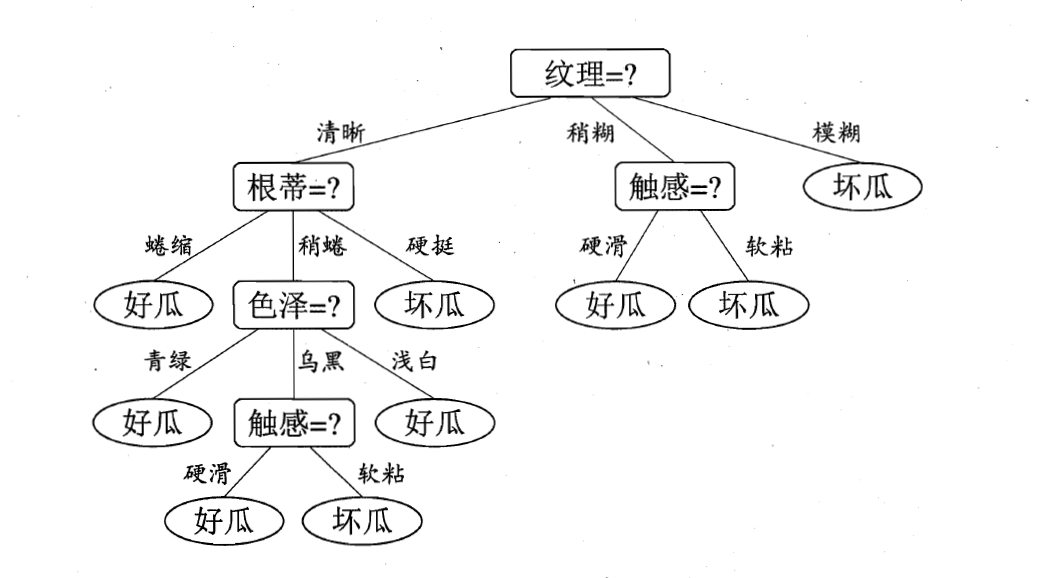 纹理=?
清晰 稍糊 模糊
根蒂=? 触感=? 坏瓜
蜷缩 稍蜷 硬挺 硬滑 软粘
好瓜 色泽=? 坏瓜 好瓜 坏瓜
青绿 乌黑 浅白
好瓜 触感=? 好瓜
硬滑 软粘
好瓜 坏瓜